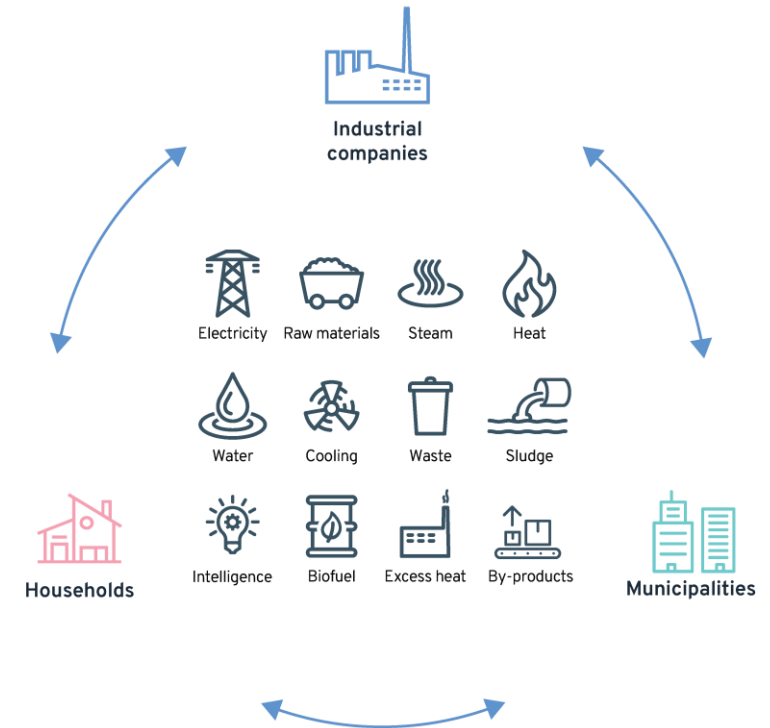 Industrial
companies
Electricity
Raw materials
Steam
Heat
Water
Cooling
Waste
Sludge
Households
Intelligence
Biofuel
Excess heat
By-products
Municipalities